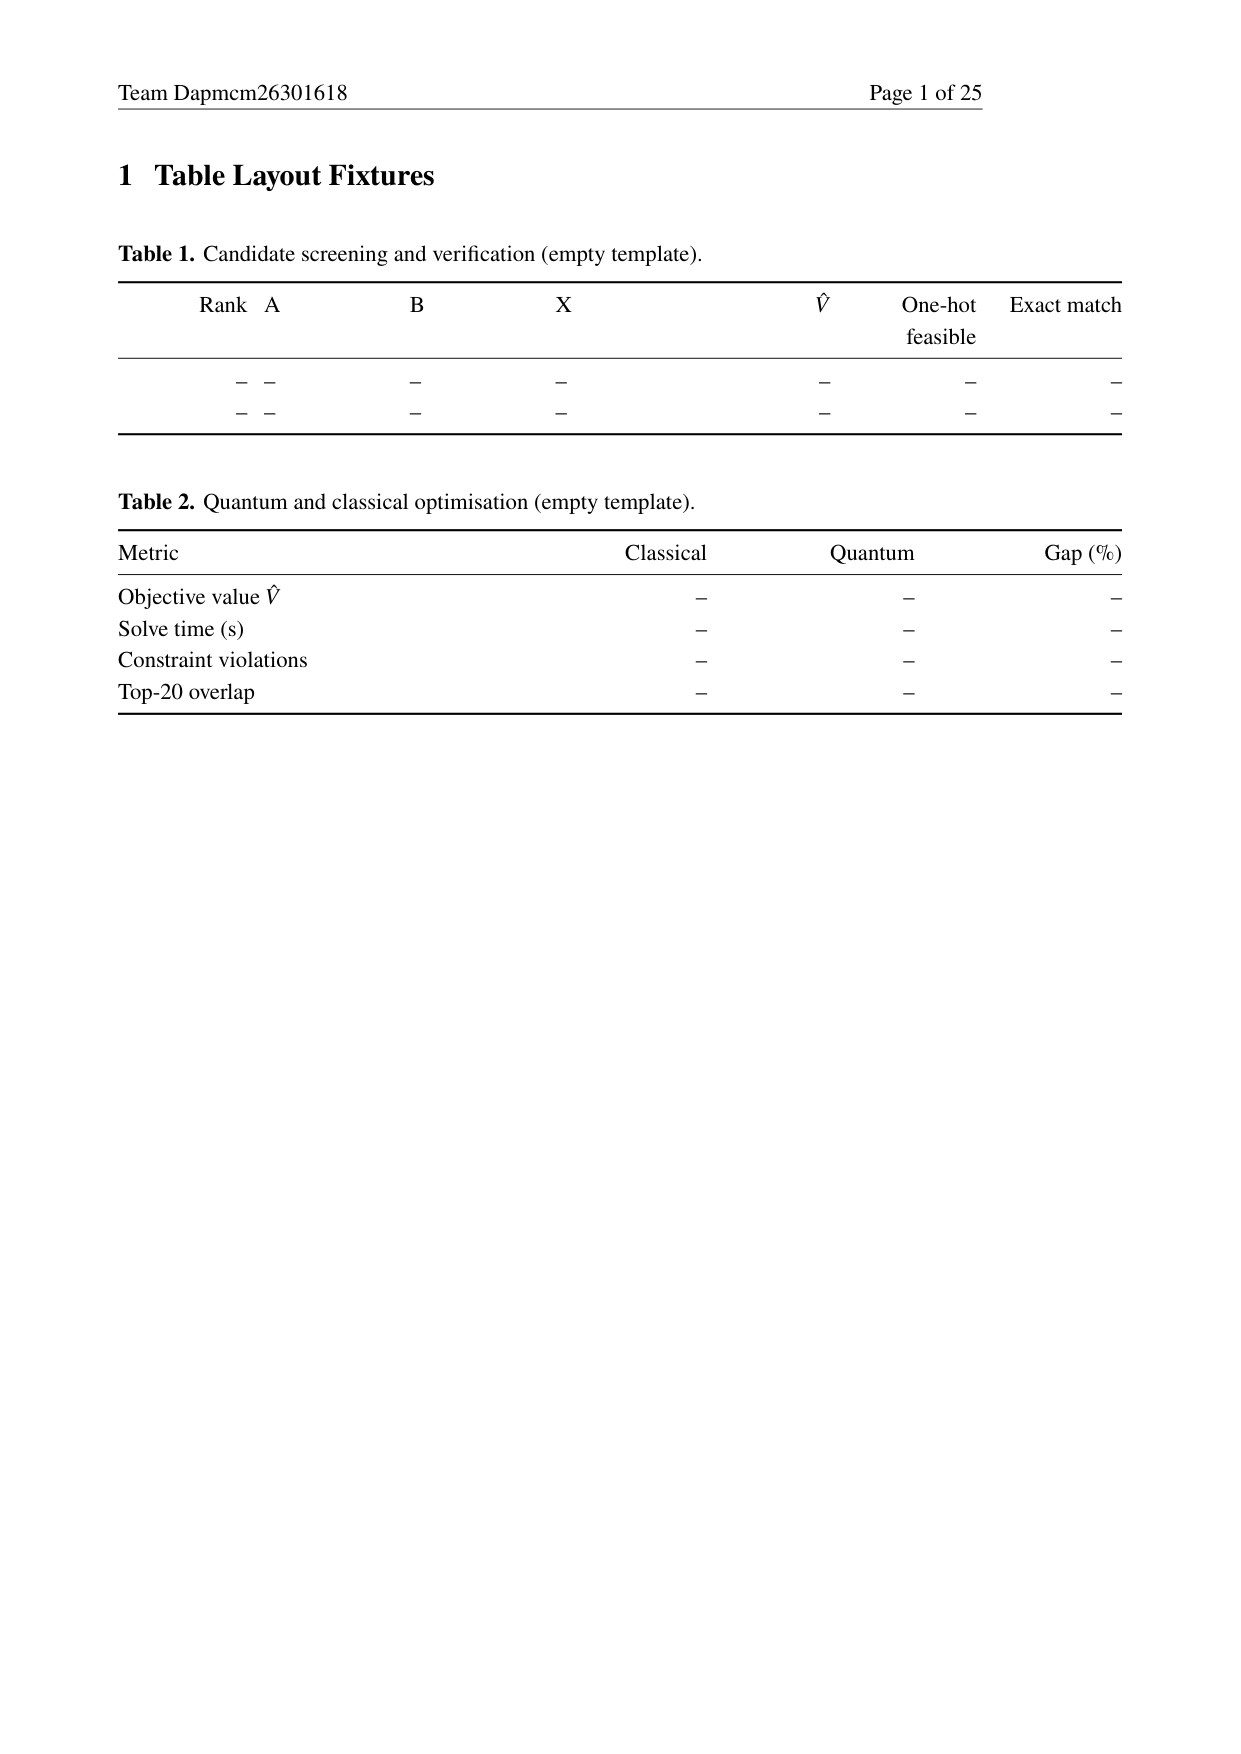 Team Dapmcm26301618 Page 1 of 25
1 Table Layout Fixtures
Table 1. Candidate screening and verification (empty template).
Rank A B X V̂ One-hot feasible Exact match
– – – – – – –
– – – – – – –
Table 2. Quantum and classical optimisation (empty template).
Metric Classical Quantum Gap (%)
Objective value V̂ – – –
Solve time (s) – – –
Constraint violations – – –
Top-20 overlap – – –